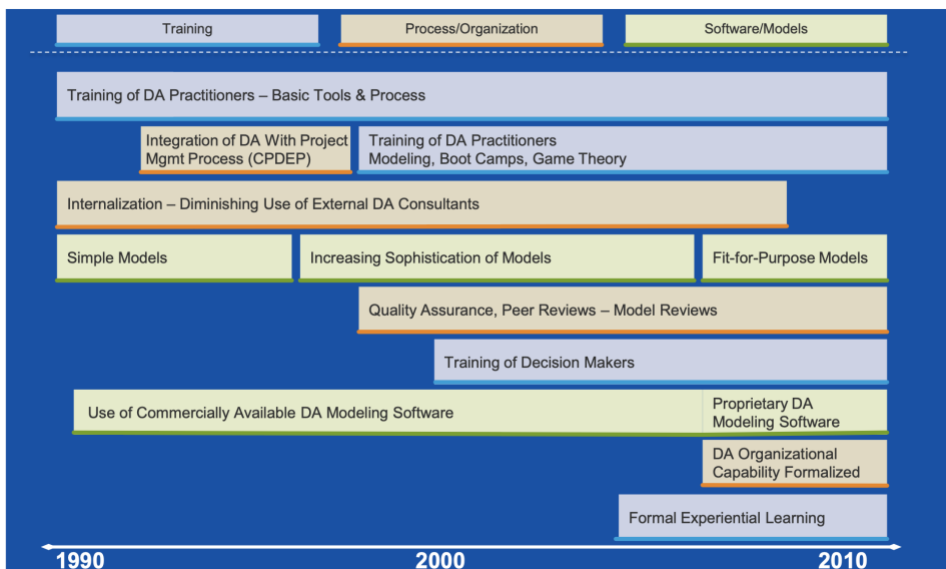 Training
Process/Organization
Software/Models
Training of DA Practitioners – Basic Tools & Process
Integration of DA With Project
Mgmt Process (CPDEP)
Training of DA Practitioners
Modeling, Boot Camps, Game Theory
Internalization – Diminishing Use of External DA Consultants
Simple Models
Increasing Sophistication of Models
Fit-for-Purpose Models
Quality Assurance, Peer Reviews – Model Reviews
Training of Decision Makers
Use of Commercially Available DA Modeling Software
Proprietary DA
Modeling Software
DA Organizational
Capability Formalized
Formal Experiential Learning
1990
2000
2010